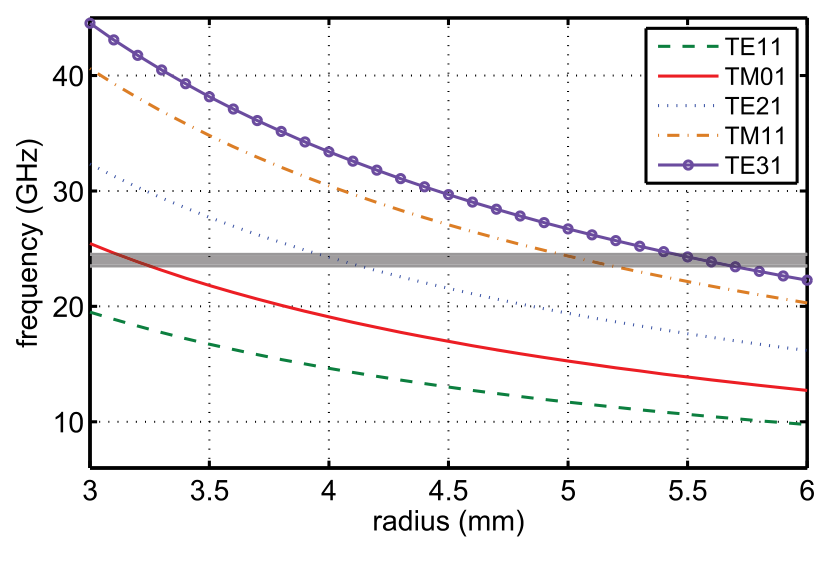 TE11
TM01
TE21
TM11
TE31
frequency (GHz)
40
30
20
10
3 3.5 4 4.5 5 5.5 6
radius (mm)